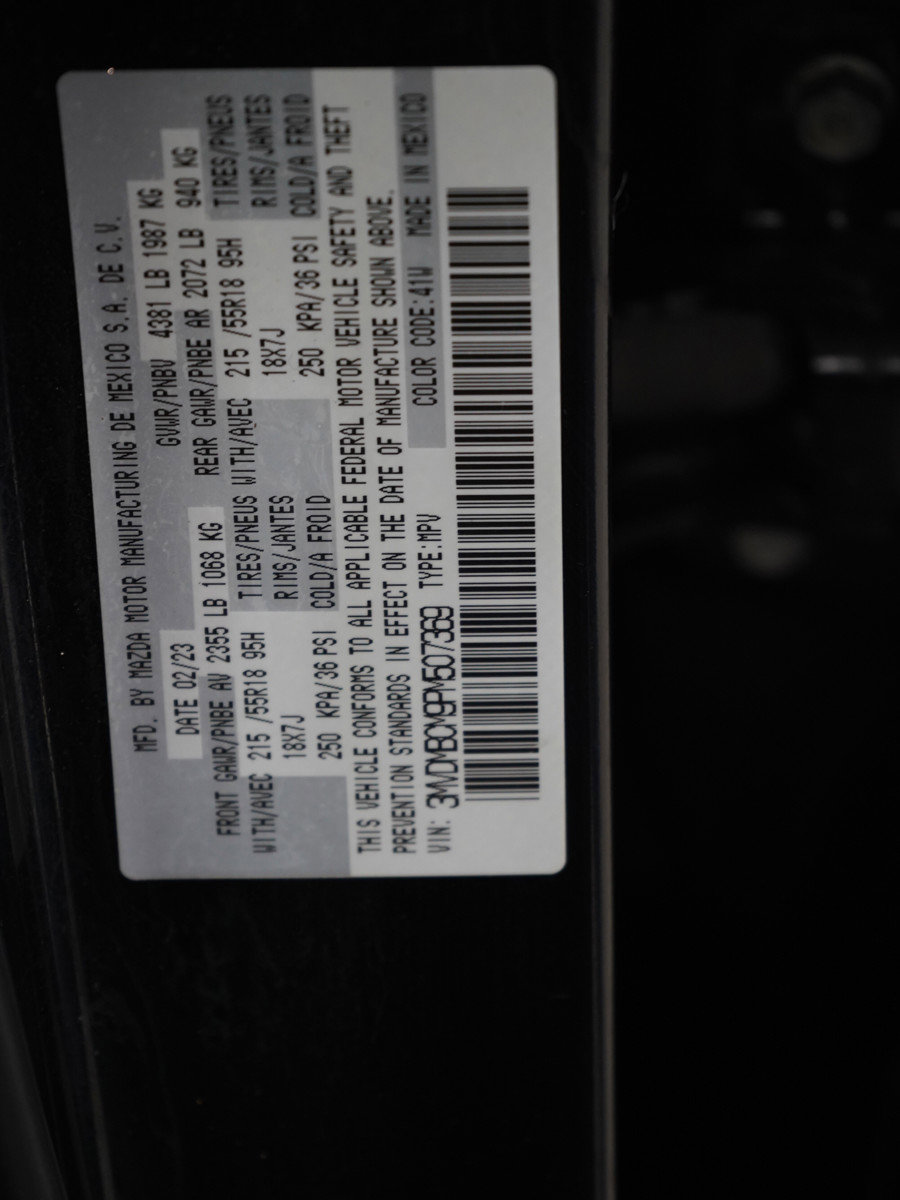 MFD. BY MAZDA MOTOR MANUFACTURING DE MEXICO S.A. DE C.V.
DATE 02/23 GVWR/PNBV 4381 LB 1987 KG
FRONT GAWR/PNBE AV 2355 LB 1068 KG REAR GAWR/PNBE AR 2072 LB 940 KG
WITH/AVEC 215 /55R18 95H TIRES/PNEUS WITH/AVEC 215 /55R18 95H TIRES/PNEUS
18X7J RIMS/JANTES 18X7J RIMS/JANTES
250 KPA/36 PSI COLD/A FROID 250 KPA/36 PSI COLD/A FROID
THIS VEHICLE CONFORMS TO ALL APPLICABLE FEDERAL MOTOR VEHICLE SAFETY AND THEFT
PREVENTION STANDARDS IN EFFECT ON THE DATE OF MANUFACTURE SHOWN ABOVE.
VIN: 3MVDMBCM9PM507369 TYPE:MPV COLOR CODE:41W MADE IN MEXICO